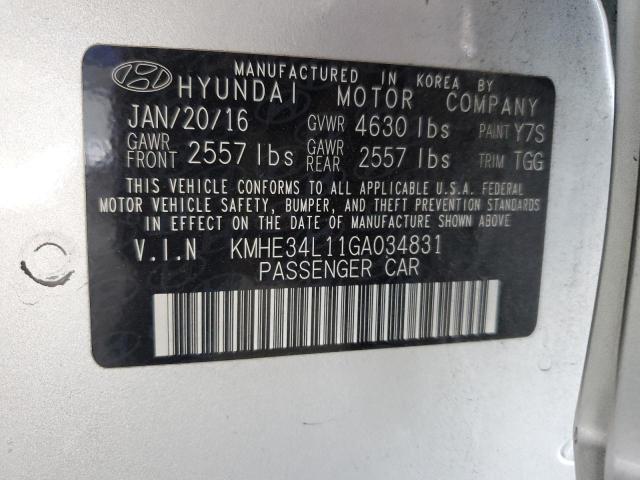 MANUFACTURED IN KOREA BY
HYUNDAI MOTOR COMPANY
JAN/20/16 GVWR 4630 lbs PAINT Y7S
GAWR FRONT 2557 lbs GAWR REAR 2557 lbs TRIM TGG
THIS VEHICLE CONFORMS TO ALL APPLICABLE U.S.A. FEDERAL
MOTOR VEHICLE SAFETY, BUMPER, AND THEFT PREVENTION STANDARDS
IN EFFECT ON THE DATE OF MANUFACTURE SHOWN ABOVE
V.I.N KMHE34L11GA034831
PASSENGER CAR